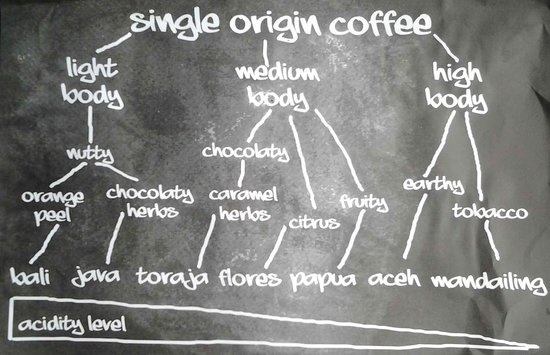 single origin coffee
light
body
medium
body
high
body
nutty
chocolaty
orange
peel
chocolaty
herbs
caramel
herbs
citrus
fruity
earthy
tobacco
bali java toraja flores papua aceh mandailing
acidity level